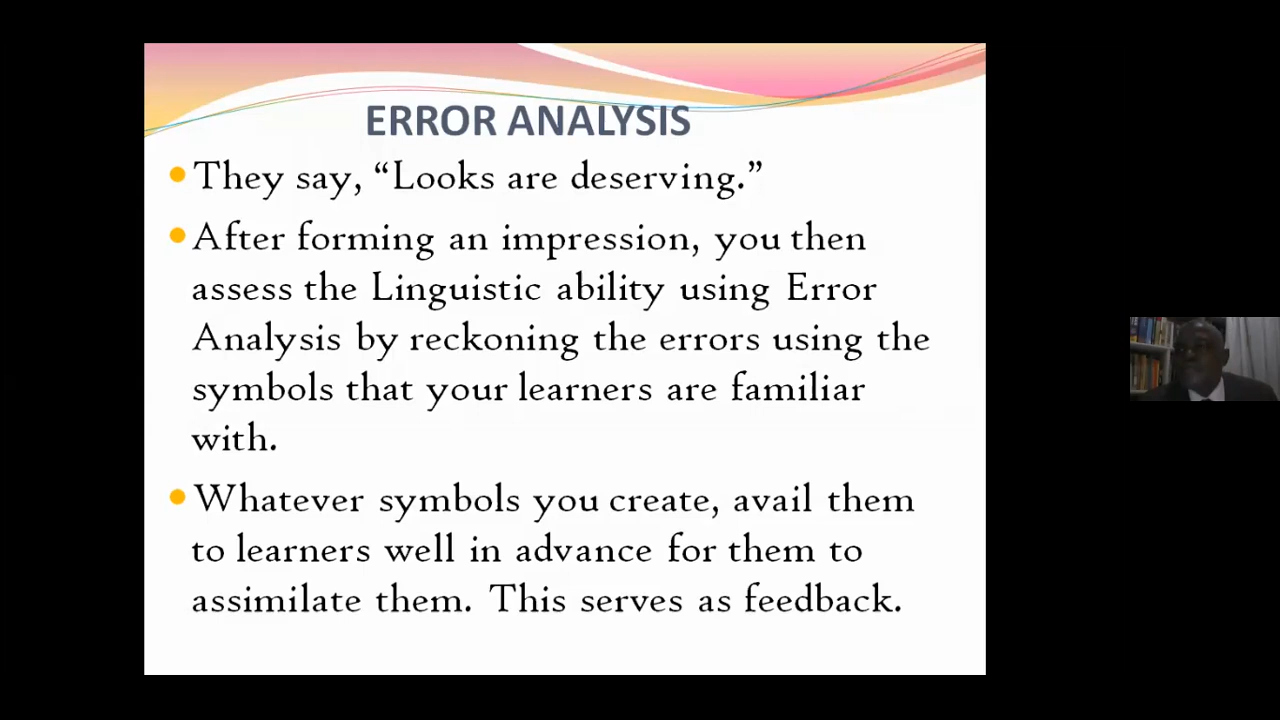 ERROR ANALYSIS
They say, “Looks are deserving.”
After forming an impression, you then
assess the Linguistic ability using Error
Analysis by reckoning the errors using the
symbols that your learners are familiar
with.
Whatever symbols you create, avail them
to learners well in advance for them to
assimilate them. This serves as feedback.